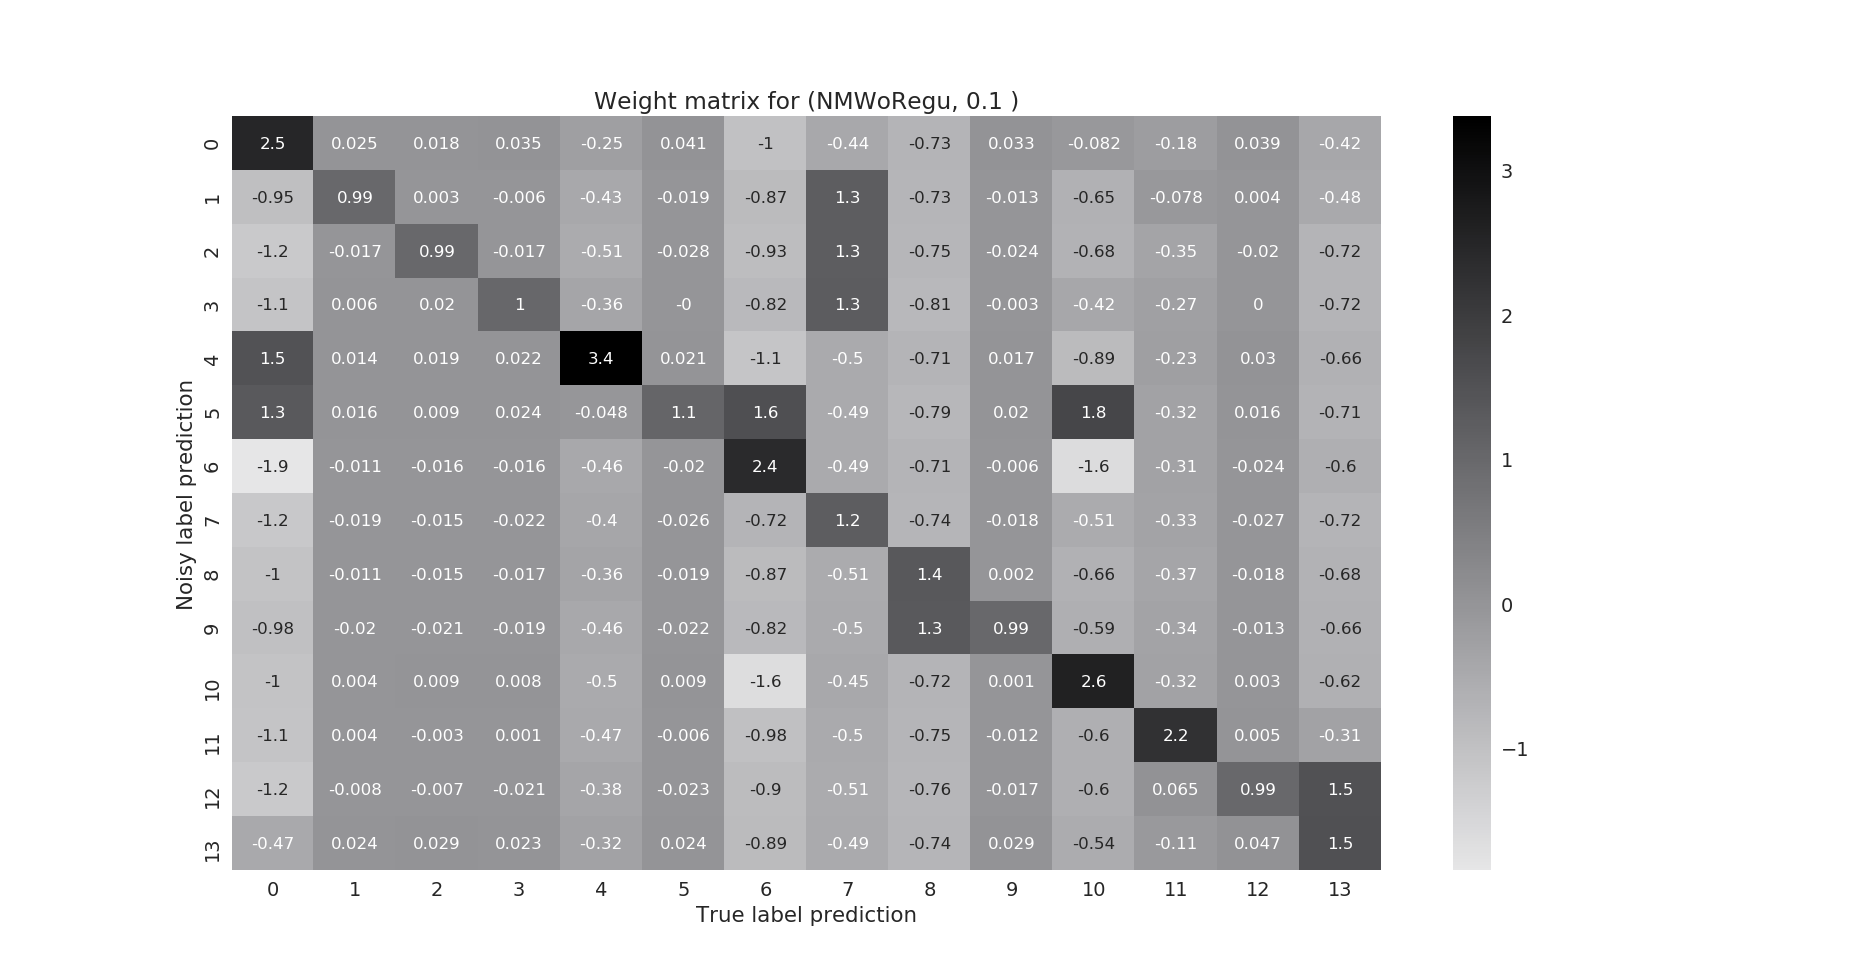 Weight matrix for (NMWoRegu, 0.1 )
0 2.5 0.025 0.018 0.035 -0.25 0.041 -1 -0.44 -0.73 0.033 -0.082 -0.18 0.039 -0.42
1 -0.95 0.99 0.003 -0.006 -0.43 -0.019 -0.87 1.3 -0.73 -0.013 -0.65 -0.078 0.004 -0.48
2 -1.2 -0.017 0.99 -0.017 -0.51 -0.028 -0.93 1.3 -0.75 -0.024 -0.68 -0.35 -0.02 -0.72
3 -1.1 0.006 0.02 1 -0.36 -0 -0.82 1.3 -0.81 -0.003 -0.42 -0.27 0 -0.72
4 1.5 0.014 0.019 0.022 3.4 0.021 -1.1 -0.5 -0.71 0.017 -0.89 -0.23 0.03 -0.66
5 1.3 0.016 0.009 0.024 -0.048 1.1 1.6 -0.49 -0.79 0.02 1.8 -0.32 0.016 -0.71
6 -1.9 -0.011 -0.016 -0.016 -0.46 -0.02 2.4 -0.49 -0.71 -0.006 -1.6 -0.31 -0.024 -0.6
7 -1.2 -0.019 -0.015 -0.022 -0.4 -0.026 -0.72 1.2 -0.74 -0.018 -0.51 -0.33 -0.027 -0.72
8 -1 -0.011 -0.015 -0.017 -0.36 -0.019 -0.87 -0.51 1.4 0.002 -0.66 -0.37 -0.018 -0.68
9 -0.98 -0.02 -0.021 -0.019 -0.46 -0.022 -0.82 -0.5 1.3 0.99 -0.59 -0.34 -0.013 -0.66
10 -1 0.004 0.009 0.008 -0.5 0.009 -1.6 -0.45 -0.72 0.001 2.6 -0.32 0.003 -0.62
11 -1.1 0.004 -0.003 0.001 -0.47 -0.006 -0.98 -0.5 -0.75 -0.012 -0.6 2.2 0.005 -0.31
12 -1.2 -0.008 -0.007 -0.021 -0.38 -0.023 -0.9 -0.51 -0.76 -0.017 -0.6 0.065 0.99 1.5
13 -0.47 0.024 0.029 0.023 -0.32 0.024 -0.89 -0.49 -0.74 0.029 -0.54 -0.11 0.047 1.5
0 1 2 3 4 5 6 7 8 9 10 11 12 13
True label prediction
Noisy label prediction
3
2
1
0
−1